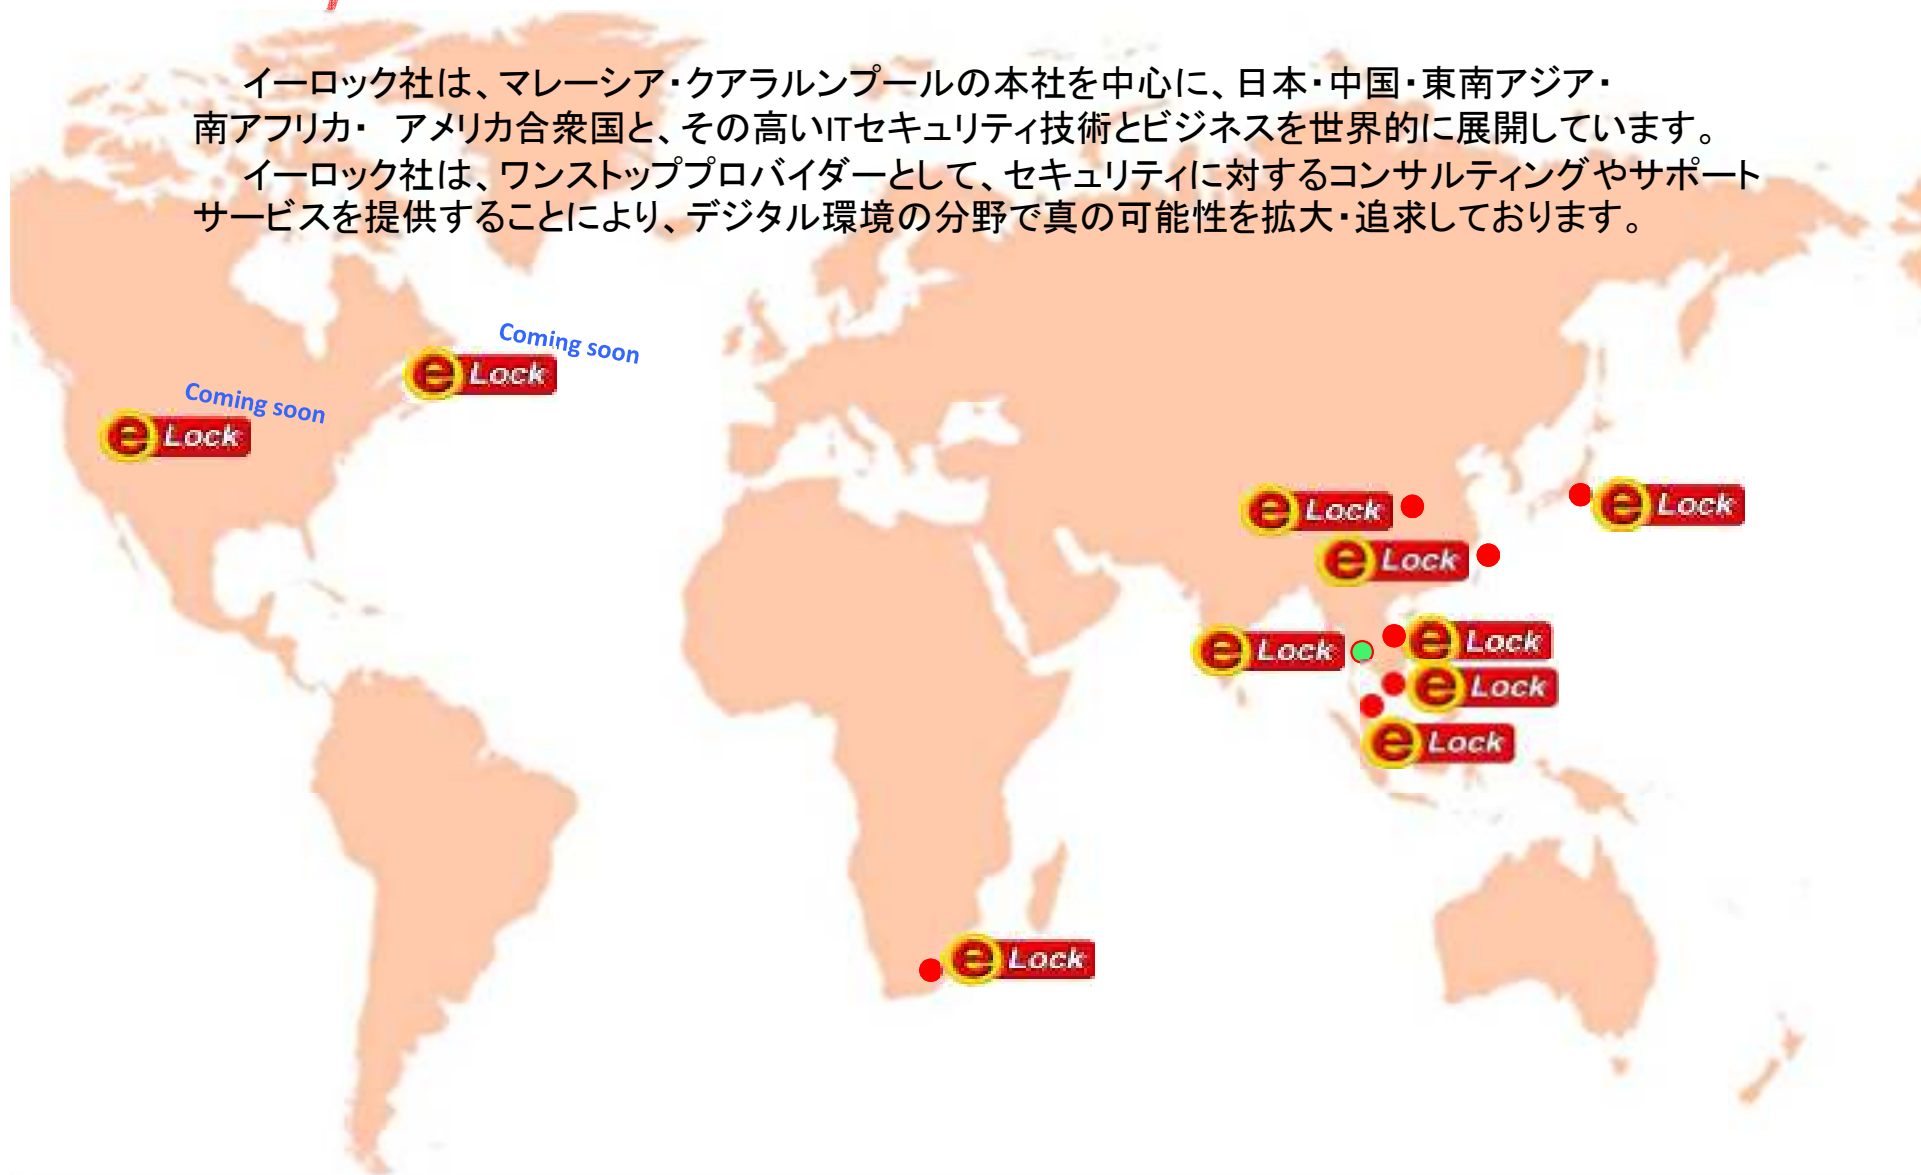 イーロック社は、マレーシア・クアラルンプールの本社を中心に、日本・中国・東南アジア・
南アフリカ・ アメリカ合衆国と、その高いITセキュリティ技術とビジネスを世界的に展開しています。
イーロック社は、ワンストッププロバイダーとして、セキュリティに対するコンサルティングやサポート
サービスを提供することにより、デジタル環境の分野で真の可能性を拡大・追求しております。
Coming soon
e Lock
Coming soon
e Lock
e Lock
e Lock
e Lock
e Lock
e Lock
e Lock
e Lock
e Lock